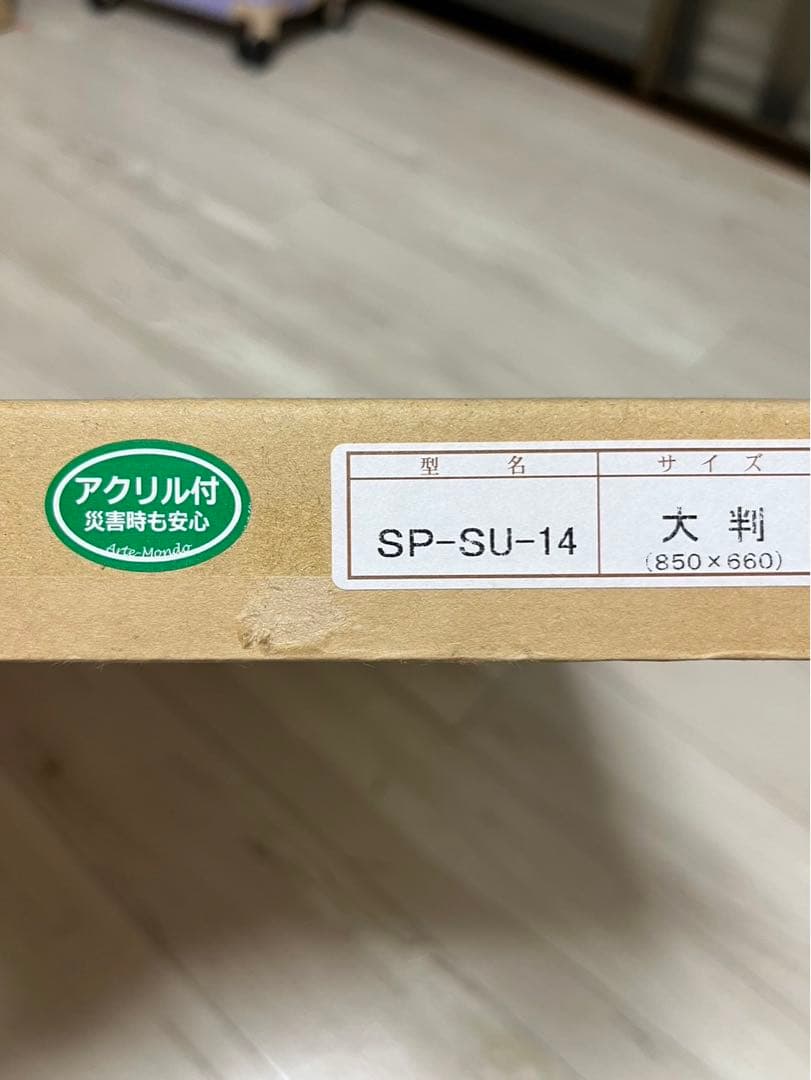 アクリル付
災害時も安心
Arte-Mondo
型名 サイズ
SP-SU-14 大判
(850×660)